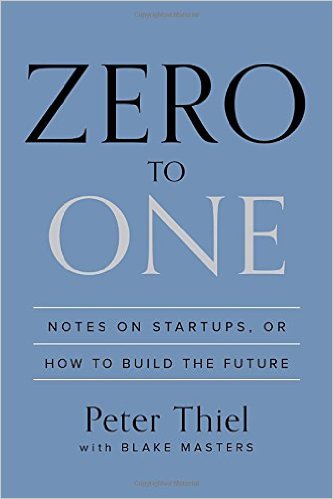 ZERO
TO
ONE
NOTES ON STARTUPS, OR
HOW TO BUILD THE FUTURE
Peter Thiel
with BLAKE MASTERS